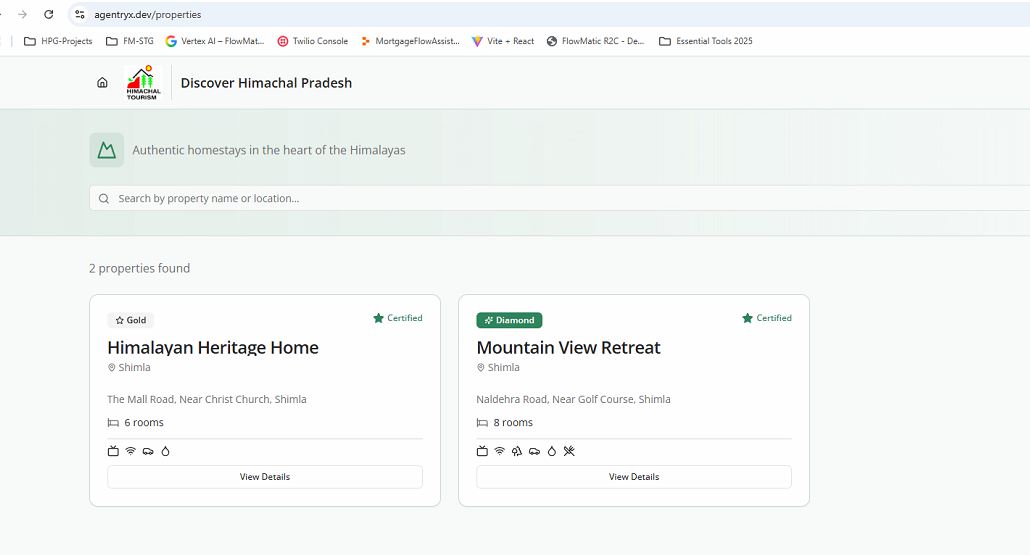 agentryx.dev/properties
HPG-Projects FM-STG Vertex AI – FlowMat... Twilio Console MortgageFlowAssist... Vite + React FlowMatic R2C - De... Essential Tools 2025
HIMACHAL
TOURISM
Discover Himachal Pradesh
Authentic homestays in the heart of the Himalayas
Search by property name or location...
2 properties found
Gold Certified
Himalayan Heritage Home
Shimla
The Mall Road, Near Christ Church, Shimla
6 rooms
View Details
Diamond Certified
Mountain View Retreat
Shimla
Naldehra Road, Near Golf Course, Shimla
8 rooms
View Details